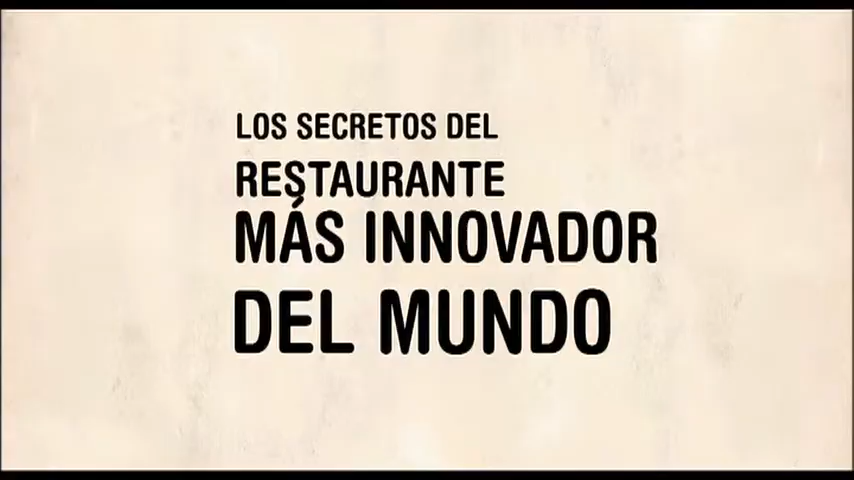 LOS SECRETOS DEL
RESTAURANTE
MÁS INNOVADOR
DEL MUNDO